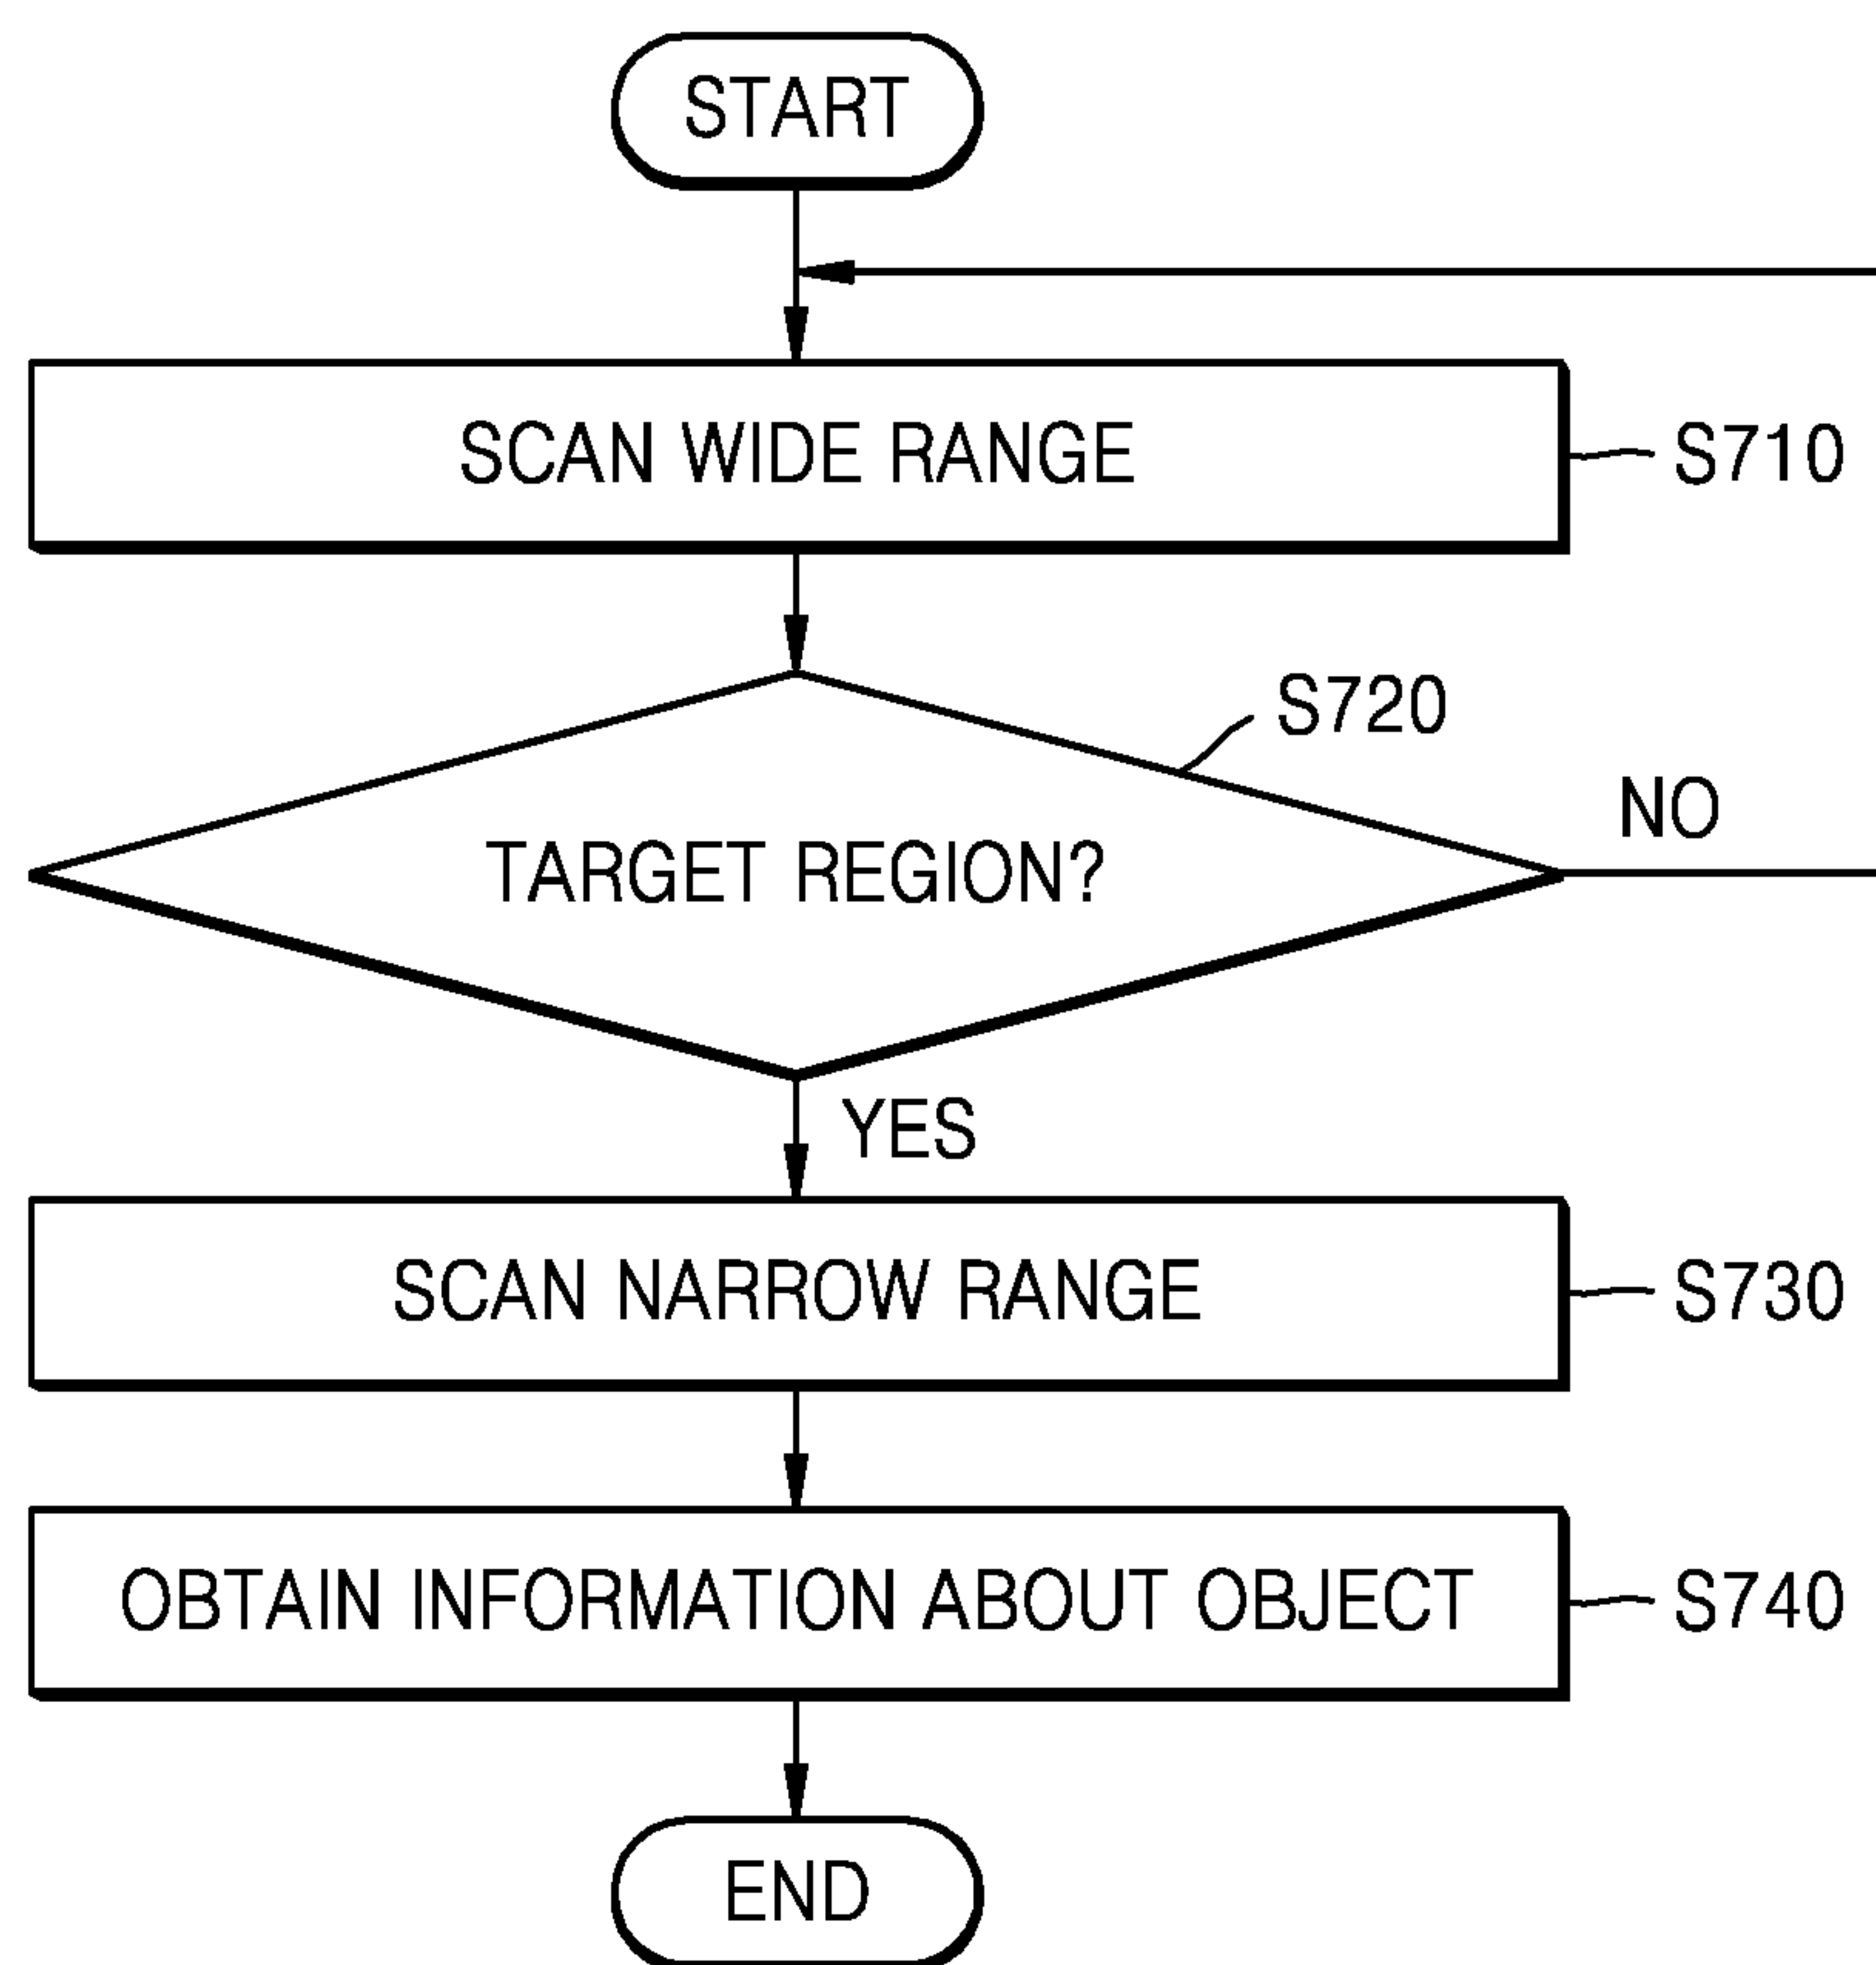 START
SCAN WIDE RANGE
S710
S720
TARGET REGION?
NO
YES
SCAN NARROW RANGE
S730
OBTAIN INFORMATION ABOUT OBJECT
S740
END